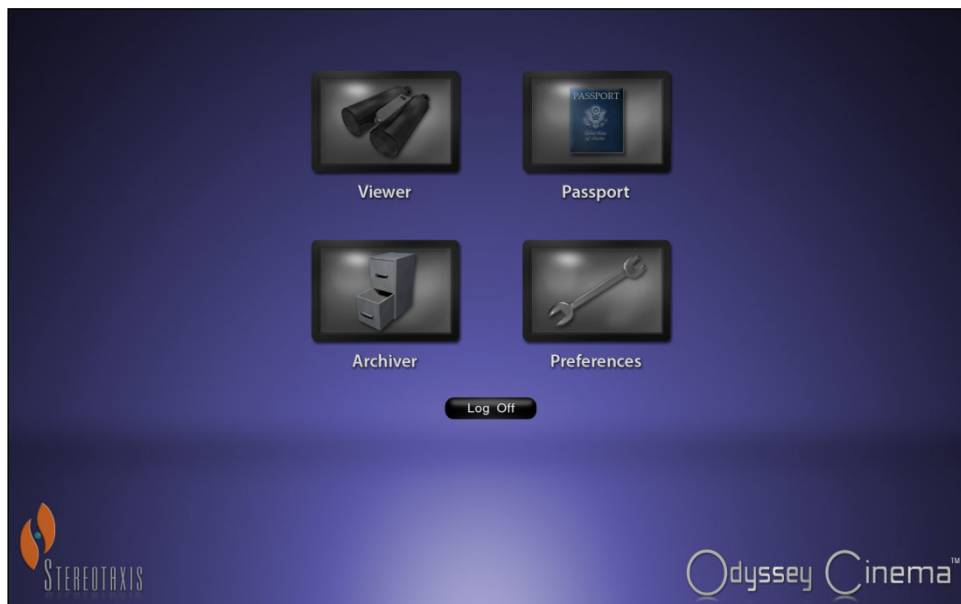 PASSPORT
Viewer
Passport
Archiver
Preferences
Log Off
STEREOTAXIS
Odyssey Cinema™